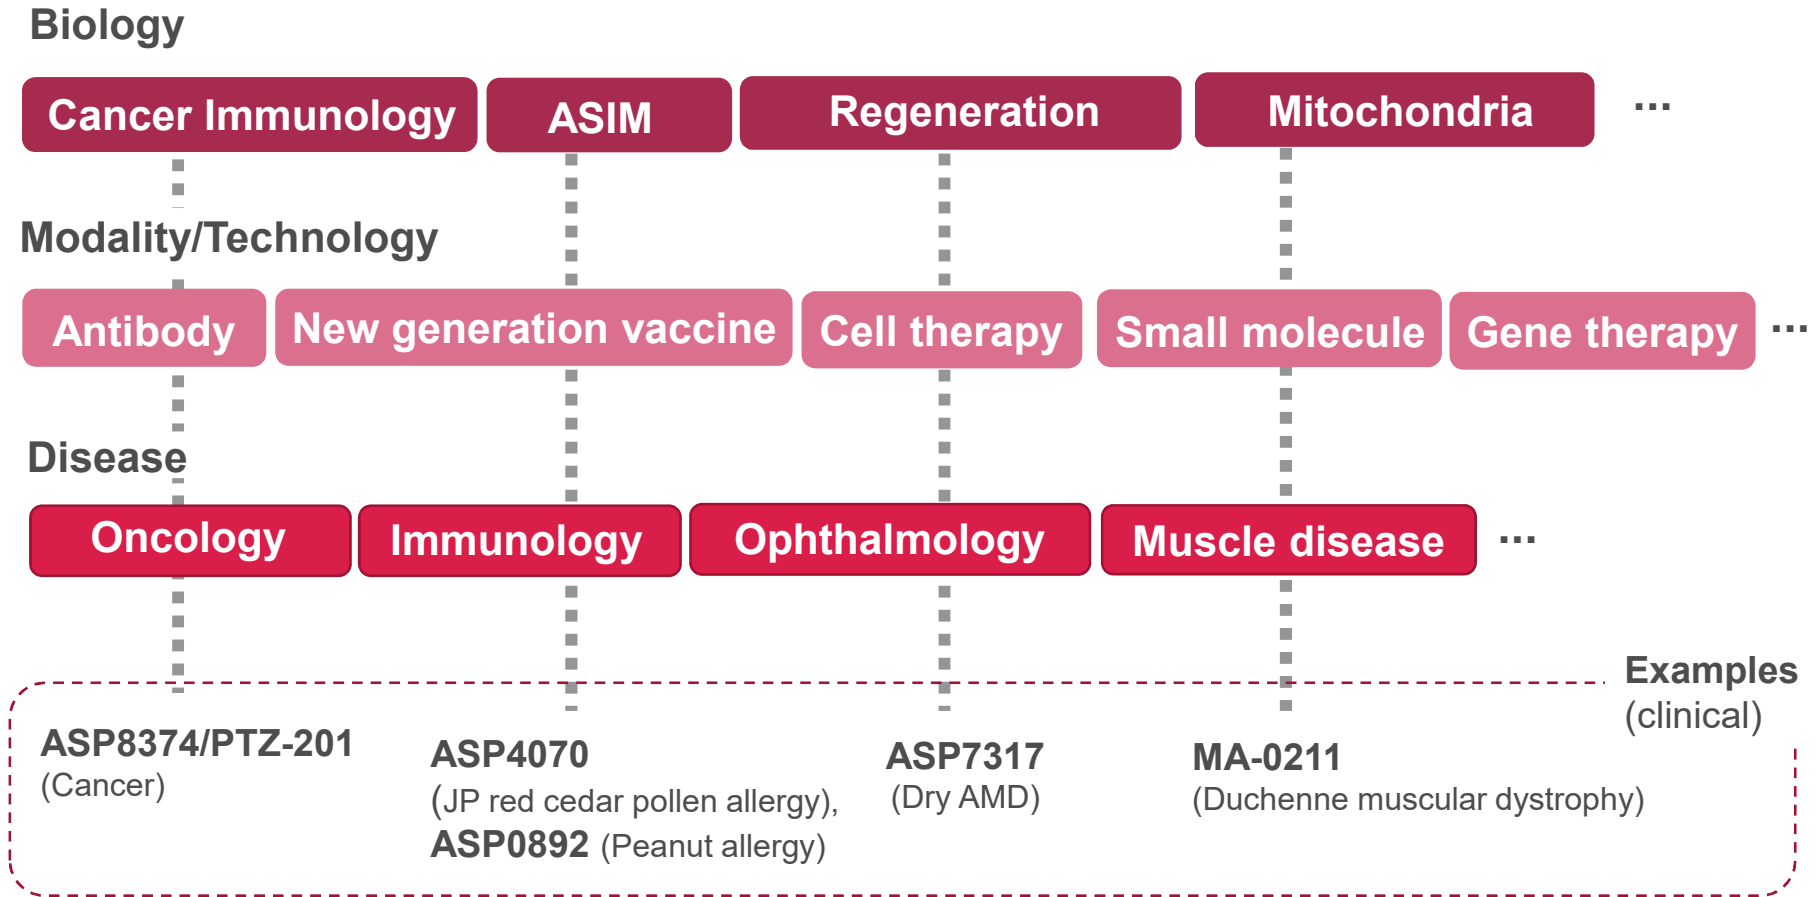 Biology
Cancer Immunology
ASIM
Regeneration
Mitochondria
...
Modality/Technology
Antibody
New generation vaccine
Cell therapy
Small molecule
Gene therapy
...
Disease
Oncology
Immunology
Ophthalmology
Muscle disease
...
Examples
(clinical)
ASP8374/PTZ-201
(Cancer)
ASP4070
(JP red cedar pollen allergy),
ASP0892 (Peanut allergy)
ASP7317
(Dry AMD)
MA-0211
(Duchenne muscular dystrophy)